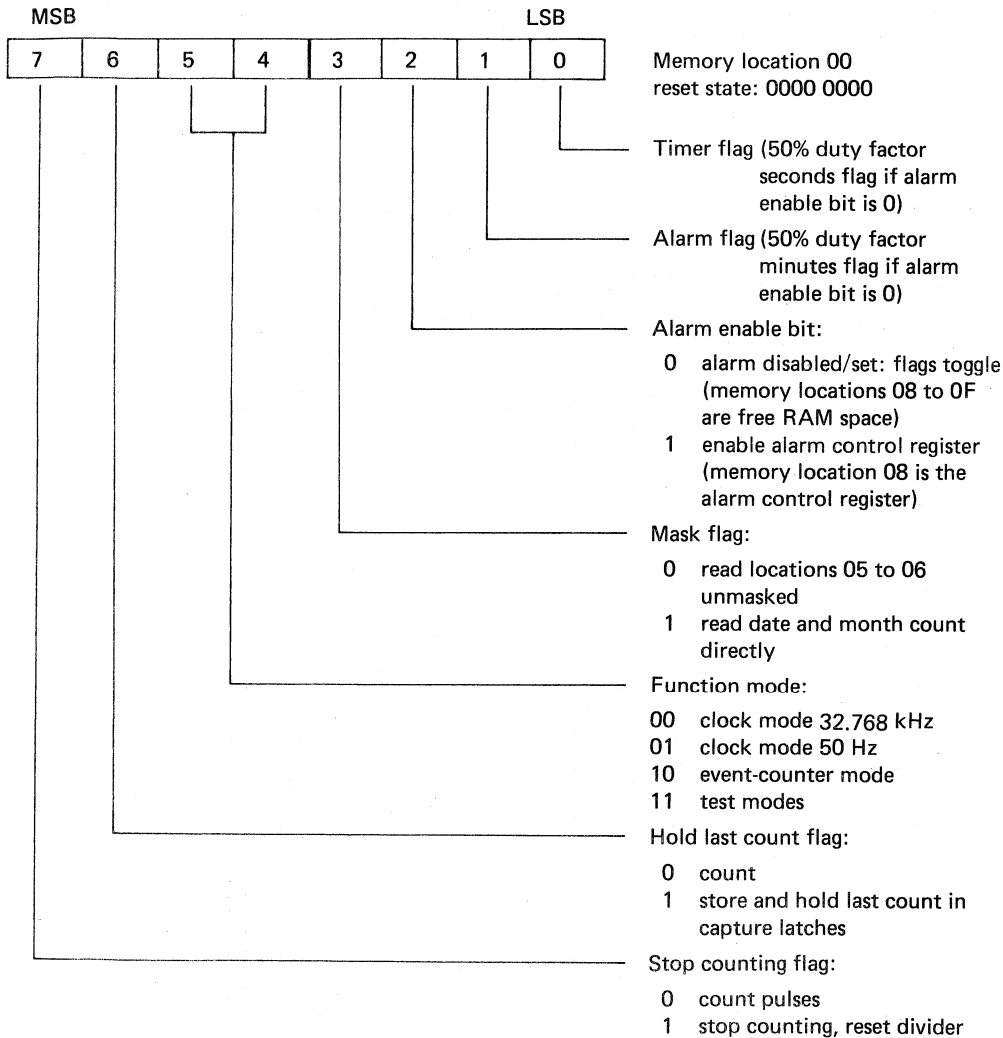 MSB LSB
7 6 5 4 3 2 1 0
Memory location 00
reset state: 0000 0000
Timer flag (50% duty factor
seconds flag if alarm
enable bit is 0)
Alarm flag (50% duty factor
minutes flag if alarm
enable bit is 0)
Alarm enable bit:
0 alarm disabled/set: flags toggle
(memory locations 08 to 0F
are free RAM space)
1 enable alarm control register
(memory location 08 is the
alarm control register)
Mask flag:
0 read locations 05 to 06
unmasked
1 read date and month count
directly
Function mode:
00 clock mode 32.768 kHz
01 clock mode 50 Hz
10 event-counter mode
11 test modes
Hold last count flag:
0 count
1 store and hold last count in
capture latches
Stop counting flag:
0 count pulses
1 stop counting, reset divider